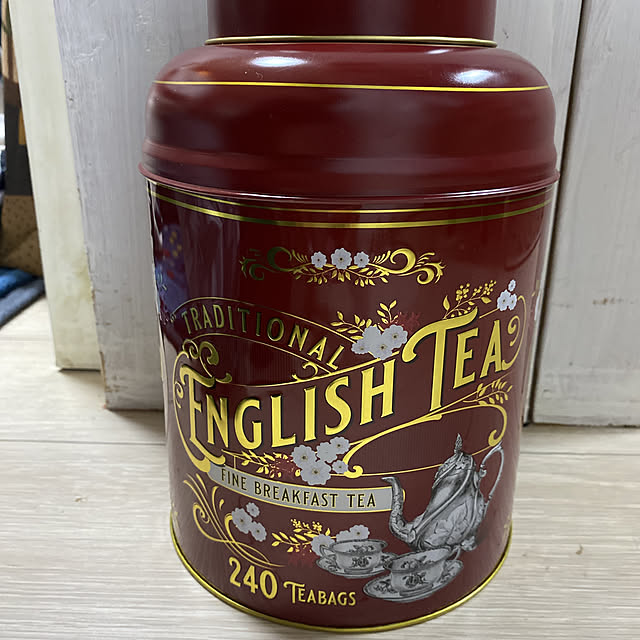 TRADITIONAL
ENGLISH TEA
FINE BREAKFAST TEA
240 TEABAGS